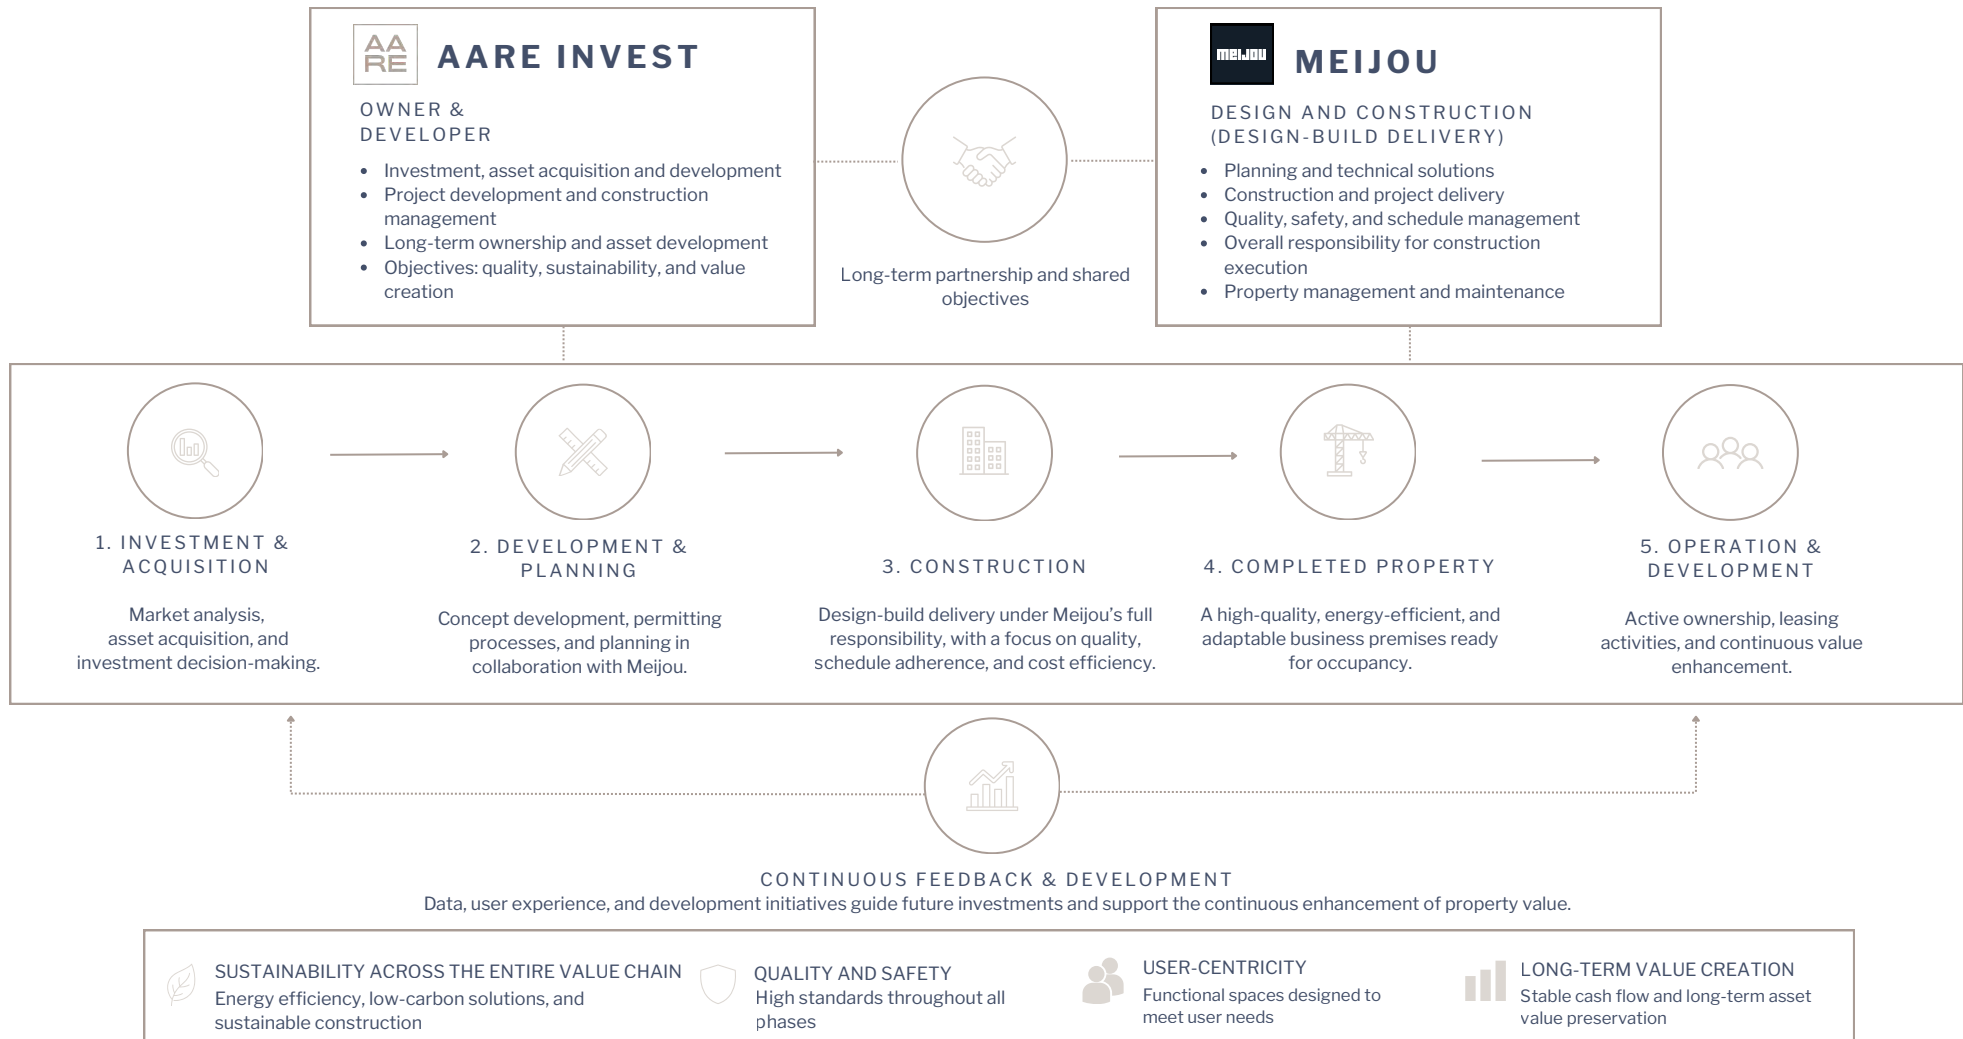 AA
RE
AARE INVEST
OWNER &
DEVELOPER
• Investment, asset acquisition and development
• Project development and construction
management
• Long-term ownership and asset development
• Objectives: quality, sustainability, and value
creation
Long-term partnership and shared
objectives
meijou
MEIJOU
DESIGN AND CONSTRUCTION
(DESIGN-BUILD DELIVERY)
• Planning and technical solutions
• Construction and project delivery
• Quality, safety, and schedule management
• Overall responsibility for construction
execution
• Property management and maintenance
1. INVESTMENT &
ACQUISITION
Market analysis,
asset acquisition, and
investment decision-making.
2. DEVELOPMENT &
PLANNING
Concept development, permitting
processes, and planning in
collaboration with Meijou.
3. CONSTRUCTION
Design-build delivery under Meijou’s full
responsibility, with a focus on quality,
schedule adherence, and cost efficiency.
4. COMPLETED PROPERTY
A high-quality, energy-efficient, and
adaptable business premises ready
for occupancy.
5. OPERATION &
DEVELOPMENT
Active ownership, leasing
activities, and continuous value
enhancement.
CONTINUOUS FEEDBACK & DEVELOPMENT
Data, user experience, and development initiatives guide future investments and support the continuous enhancement of property value.
SUSTAINABILITY ACROSS THE ENTIRE VALUE CHAIN
Energy efficiency, low-carbon solutions, and
sustainable construction
QUALITY AND SAFETY
High standards throughout all
phases
USER-CENTRICITY
Functional spaces designed to
meet user needs
LONG-TERM VALUE CREATION
Stable cash flow and long-term asset
value preservation